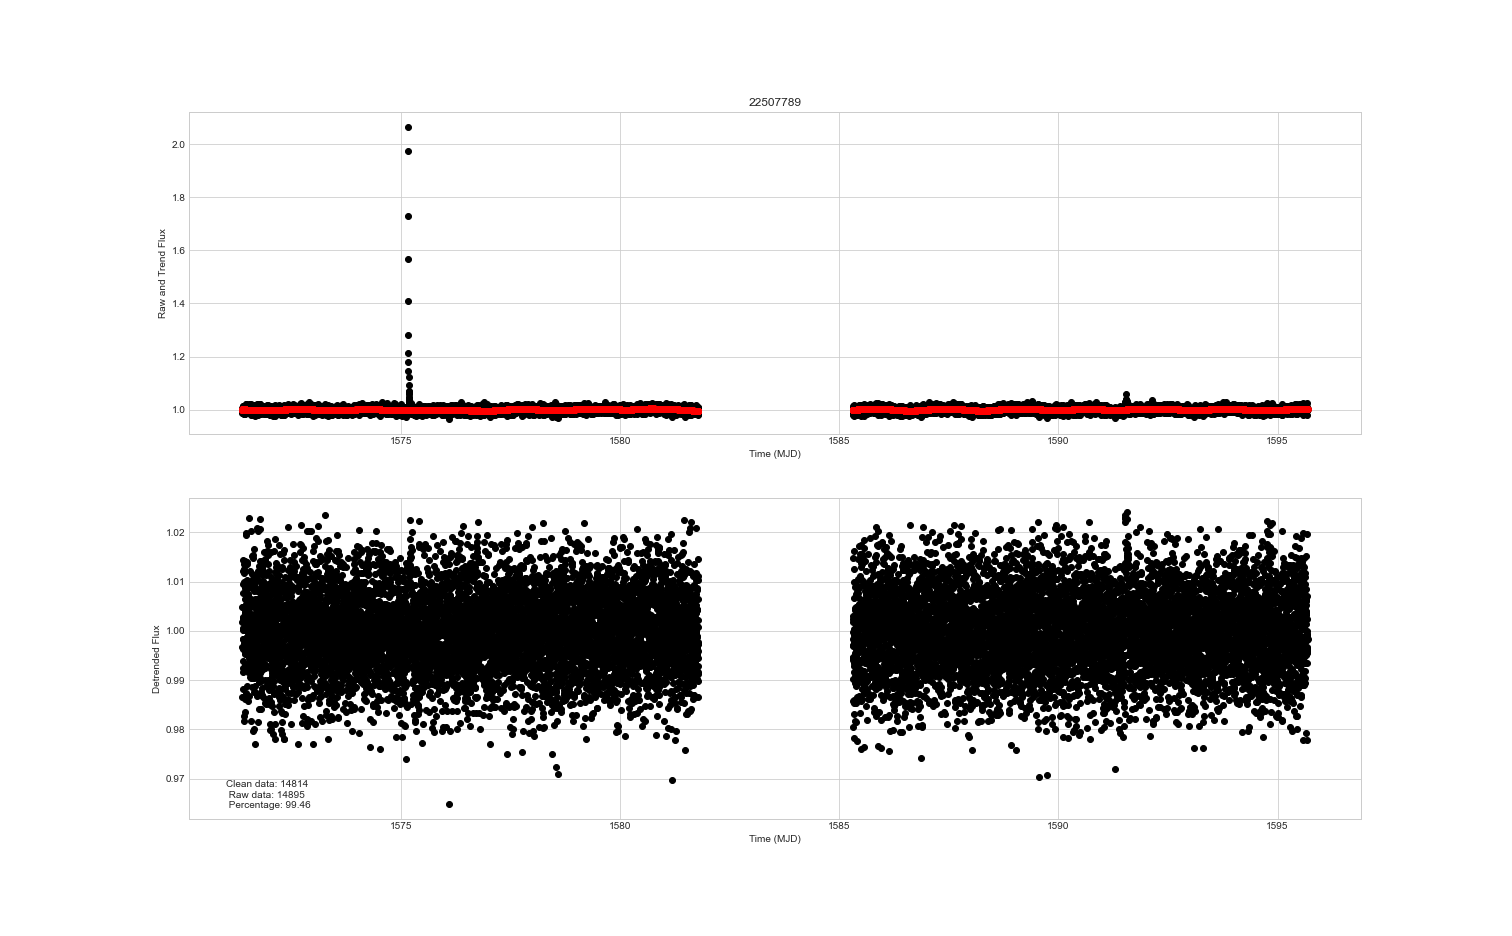 22507789
2.0
1.8
1.6
1.4
1.2
1.0
Raw and Trend Flux
1575 1580 1585 1590 1595
Time (MJD)
1.02
1.01
1.00
0.99
0.98
0.97
Detrended Flux
Clean data: 14814
Raw data: 14895
Percentage: 99.46
1575 1580 1585 1590 1595
Time (MJD)